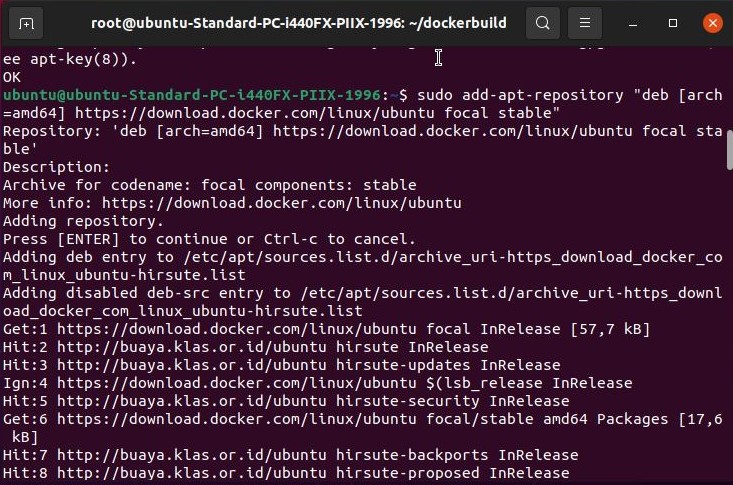 root@ubuntu-Standard-PC-i440FX-PIIX-1996: ~/dockerbuild
ee apt-key(8)).
OK
ubuntu@ubuntu-Standard-PC-i440FX-PIIX-1996:~$ sudo add-apt-repository "deb [arch
=amd64] https://download.docker.com/linux/ubuntu focal stable"
Repository: 'deb [arch=amd64] https://download.docker.com/linux/ubuntu focal sta
ble'
Description:
Archive for codename: focal components: stable
More info: https://download.docker.com/linux/ubuntu
Adding repository.
Press [ENTER] to continue or Ctrl-c to cancel.
Adding deb entry to /etc/apt/sources.list.d/archive_uri-https_download_docker_co
m_linux_ubuntu-hirsute.list
Adding disabled deb-src entry to /etc/apt/sources.list.d/archive_uri-https_downl
oad_docker_com_linux_ubuntu-hirsute.list
Get:1 https://download.docker.com/linux/ubuntu focal InRelease [57,7 kB]
Hit:2 http://buaya.klas.or.id/ubuntu hirsute InRelease
Hit:3 http://buaya.klas.or.id/ubuntu hirsute-updates InRelease
Ign:4 https://download.docker.com/linux/ubuntu $(lsb_release InRelease
Hit:5 http://buaya.klas.or.id/ubuntu hirsute-security InRelease
Get:6 https://download.docker.com/linux/ubuntu focal/stable amd64 Packages [17,6
 kB]
Hit:7 http://buaya.klas.or.id/ubuntu hirsute-backports InRelease
Hit:8 http://buaya.klas.or.id/ubuntu hirsute-proposed InRelease